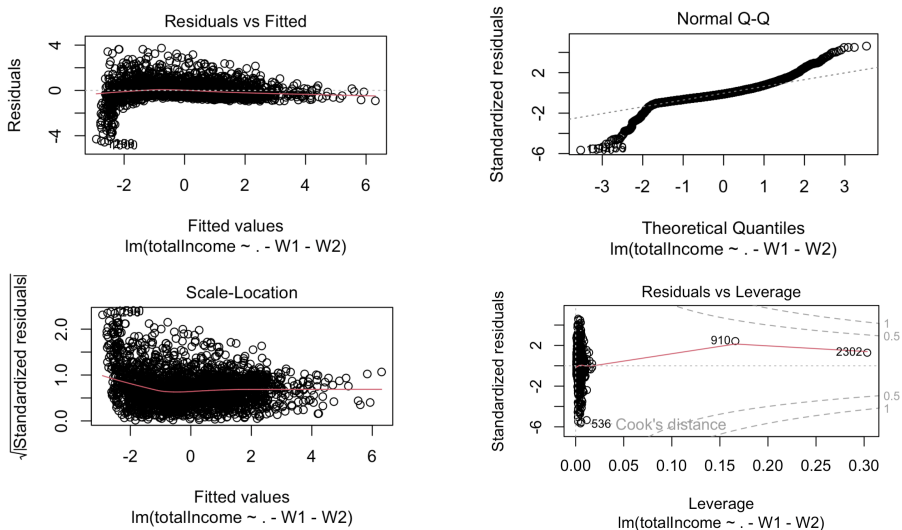 Residuals vs Fitted
Residuals
4
0
-4
-2 0 2 4 6
Fitted values
lm(totalIncome ~ . - W1 - W2)
Normal Q-Q
Standardized residuals
2
-2
-6
-3 -2 -1 0 1 2 3
Theoretical Quantiles
lm(totalIncome ~ . - W1 - W2)
Scale-Location
√|Standardized residuals|
2.0
1.0
0.0
-2 0 2 4 6
Fitted values
lm(totalIncome ~ . - W1 - W2)
Residuals vs Leverage
Standardized residuals
2
-2
-6
910
2302
536
Cook's distance
1
0.5
0.5
1
0.00 0.05 0.10 0.15 0.20 0.25 0.30
Leverage
lm(totalIncome ~ . - W1 - W2)